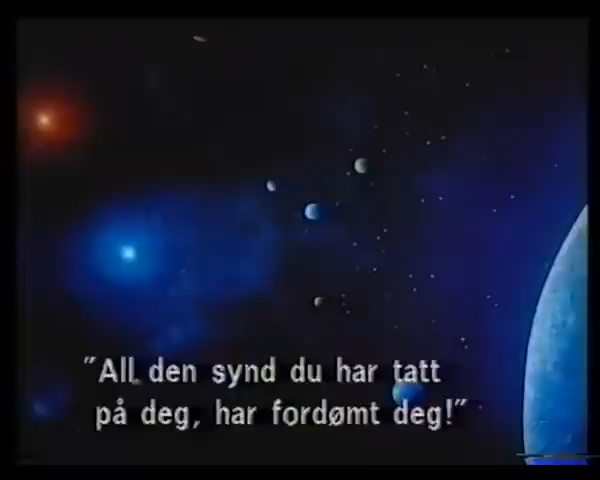 "All den synd du har tatt
på deg, har fordømt deg!"